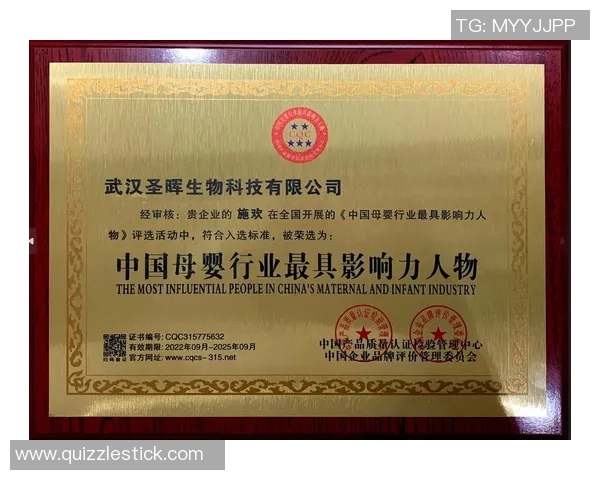 TG: MYYJJPP
CQC
武汉圣晖生物科技有限公司
经审核：贵企业的 施欢 在全国开展的《中国母婴行业最具影响力人
物》评选活动中，符合入选标准，被荣选为：
中国母婴行业最具影响力人物
THE MOST INFLUENTIAL PEOPLE IN CHINA'S MATERNAL AND INFANT INDUSTRY
证书编号: CQC315775632
有效期限: 2022年09月-2025年09月
官方网址: www.cqcs-315.net
扫码查证
中国产品质量认证检验管理中心
中国企业品牌评价管理委员会
www.quizzlestick.com